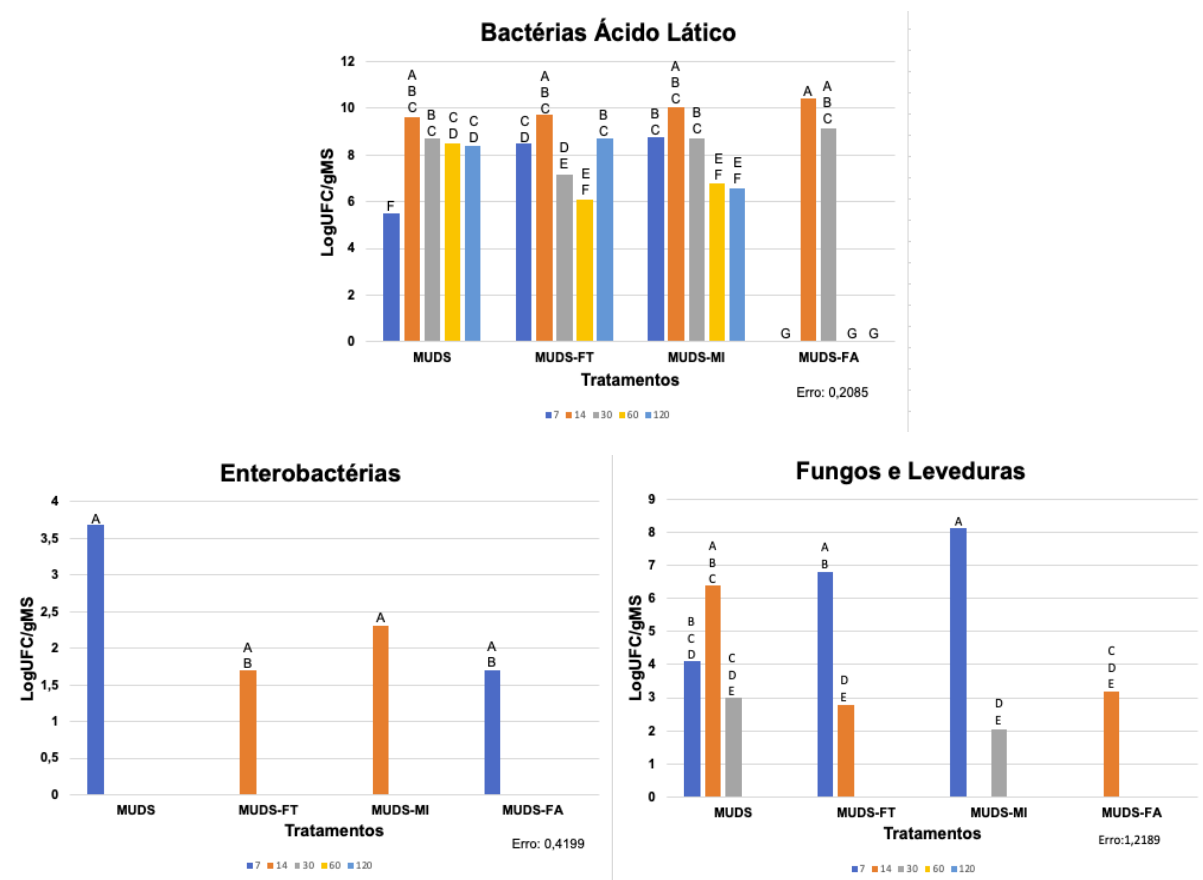 Bactérias Ácido Lático
LogUFC/gMS
12
10
8
6
4
2
0
F
A
B
C
B
C
C
D
C
D
C
D
A
B
C
D
E
E
F
B
C
B
C
A
B
C
B
C
E
F
E
F
G
A
A
B
C
G
G
MUDS MUDS-FT MUDS-MI MUDS-FA
Tratamentos
Erro: 0,2085
7 14 30 60 120
Enterobactérias
LogUFC/gMS
4
3,5
3
2,5
2
1,5
1
0,5
0
A
A
B
A
A
B
MUDS MUDS-FT MUDS-MI MUDS-FA
Tratamentos
Erro: 0,4199
7 14 30 60 120
Fungos e Leveduras
LogUFC/gMS
9
8
7
6
5
4
3
2
1
0
B
C
D
A
B
C
C
D
E
A
B
D
E
A
D
E
C
D
E
MUDS MUDS-FT MUDS-MI MUDS-FA
Tratamentos
Erro:1,2189
7 14 30 60 120